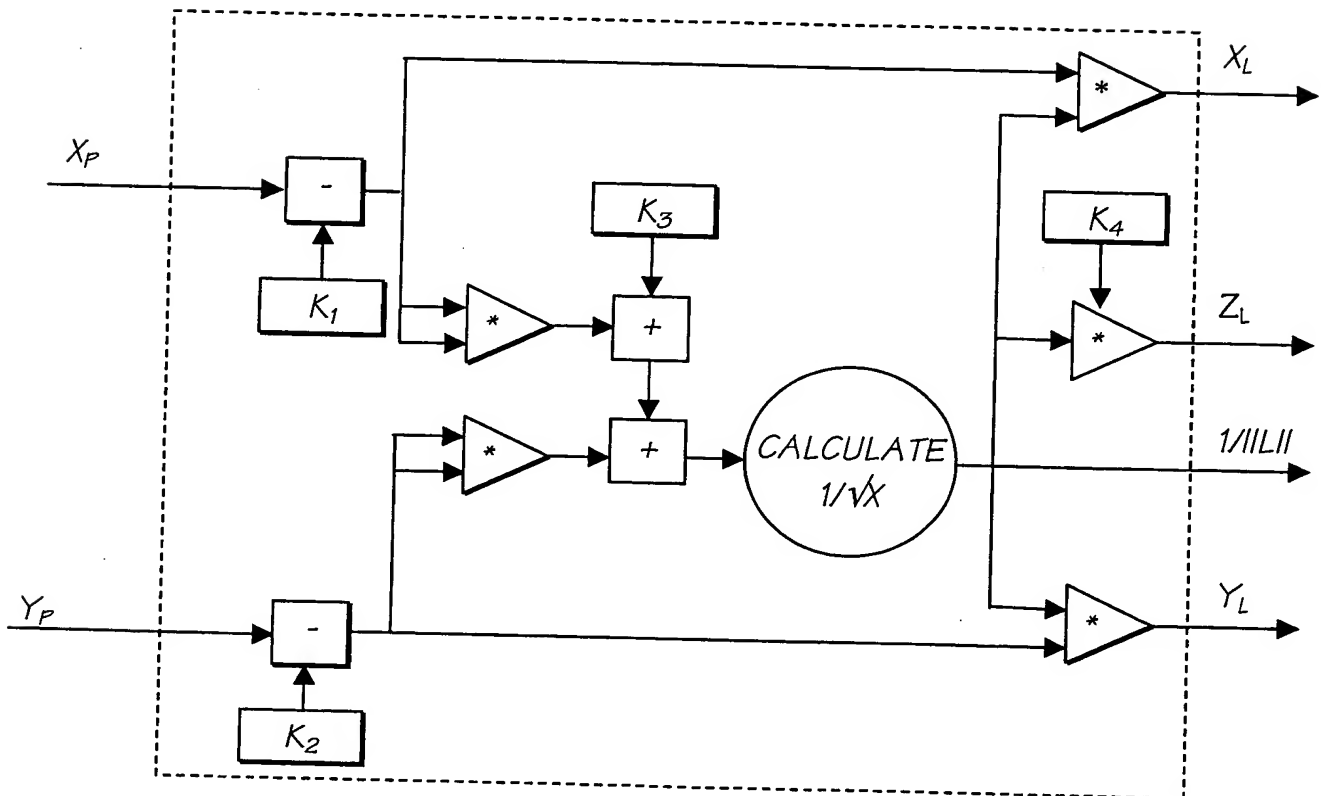 X_L
*
X_P
-
K_3
K_4
K_1
*
+
*
Z_L
*
+
CALCULATE
1/√X
1/||L||
Y_P
-
*
Y_L
K_2